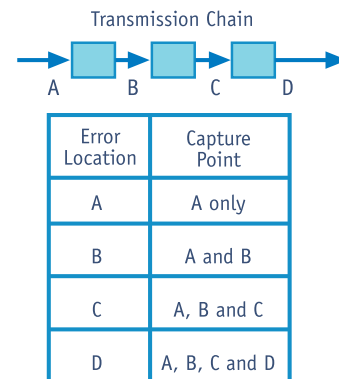 Transmission Chain
A B C D
Error Location Capture Point
A A only
B A and B
C A, B and C
D A, B, C and D